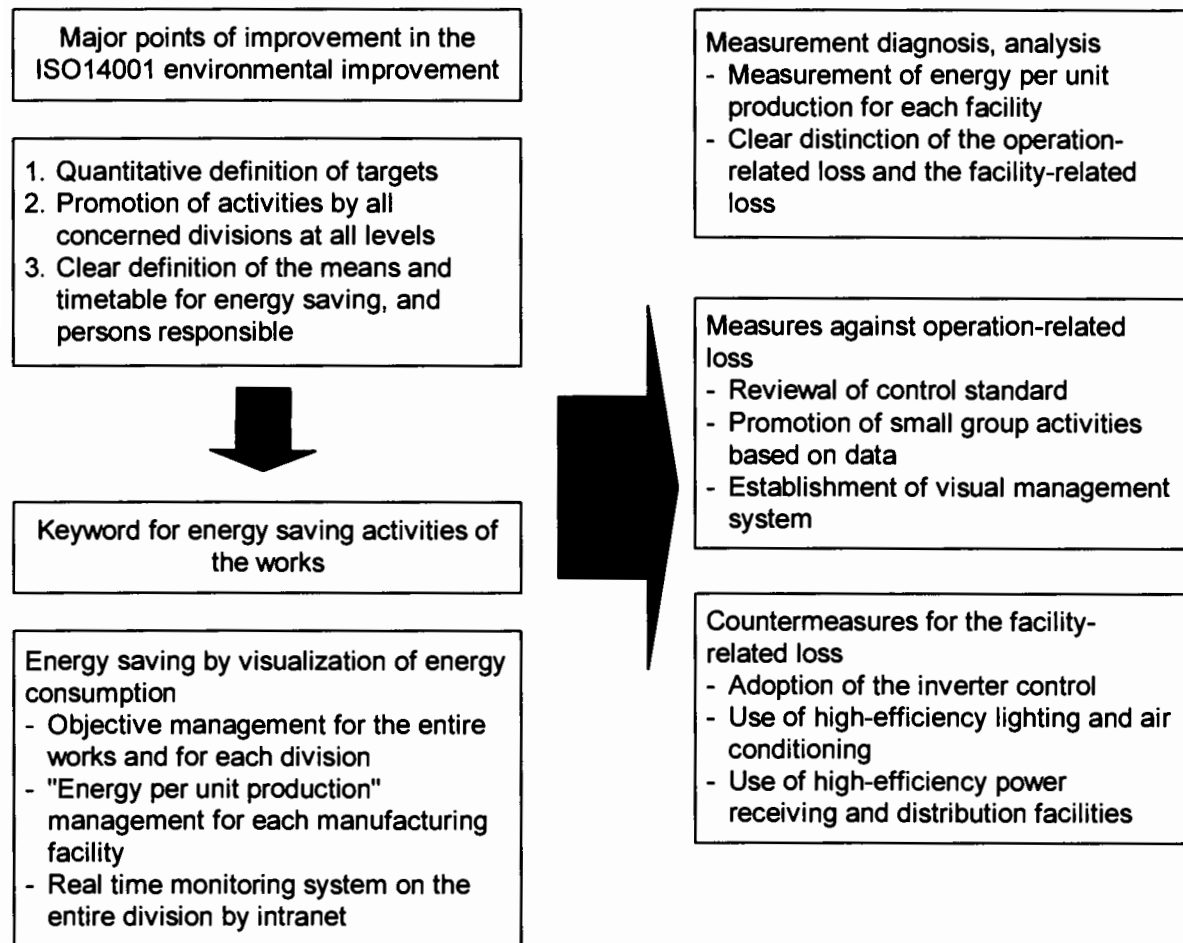 Major points of improvement in the
ISO14001 environmental improvement
1. Quantitative definition of targets
2. Promotion of activities by all
concerned divisions at all levels
3. Clear definition of the means and
timetable for energy saving, and
persons responsible
Keyword for energy saving activities of
the works
Energy saving by visualization of energy
consumption
- Objective management for the entire
works and for each division
- "Energy per unit production"
management for each manufacturing
facility
- Real time monitoring system on the
entire division by intranet
Measurement diagnosis, analysis
- Measurement of energy per unit
production for each facility
- Clear distinction of the operation-
related loss and the facility-related
loss
Measures against operation-related
loss
- Reviewal of control standard
- Promotion of small group activities
based on data
- Establishment of visual management
system
Countermeasures for the facility-
related loss
- Adoption of the inverter control
- Use of high-efficiency lighting and air
conditioning
- Use of high-efficiency power
receiving and distribution facilities